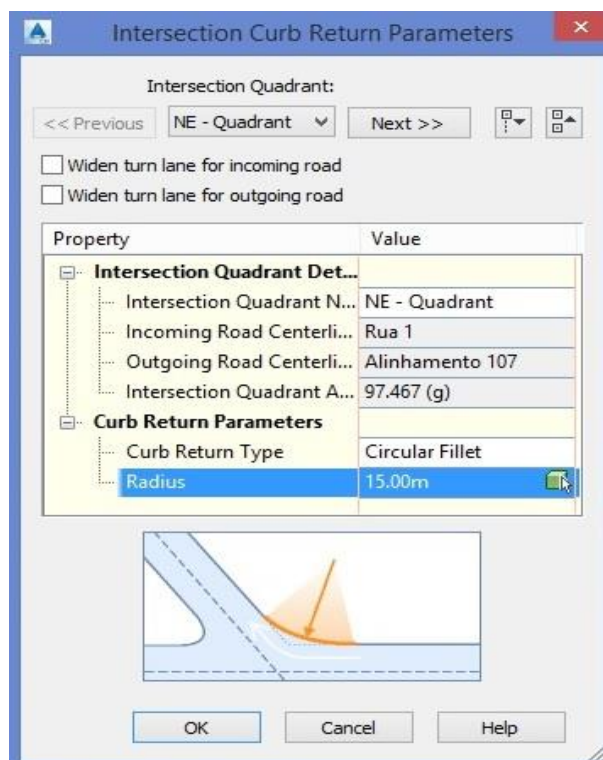 Intersection Curb Return Parameters
Intersection Quadrant:
<< Previous NE - Quadrant Next >>
Widen turn lane for incoming road
Widen turn lane for outgoing road
Property Value
Intersection Quadrant Det...
Intersection Quadrant N... NE - Quadrant
Incoming Road Centerli... Rua 1
Outgoing Road Centerli... Alinhamento 107
Intersection Quadrant A... 97.467 (g)
Curb Return Parameters
Curb Return Type Circular Fillet
Radius 15.00m
OK Cancel Help